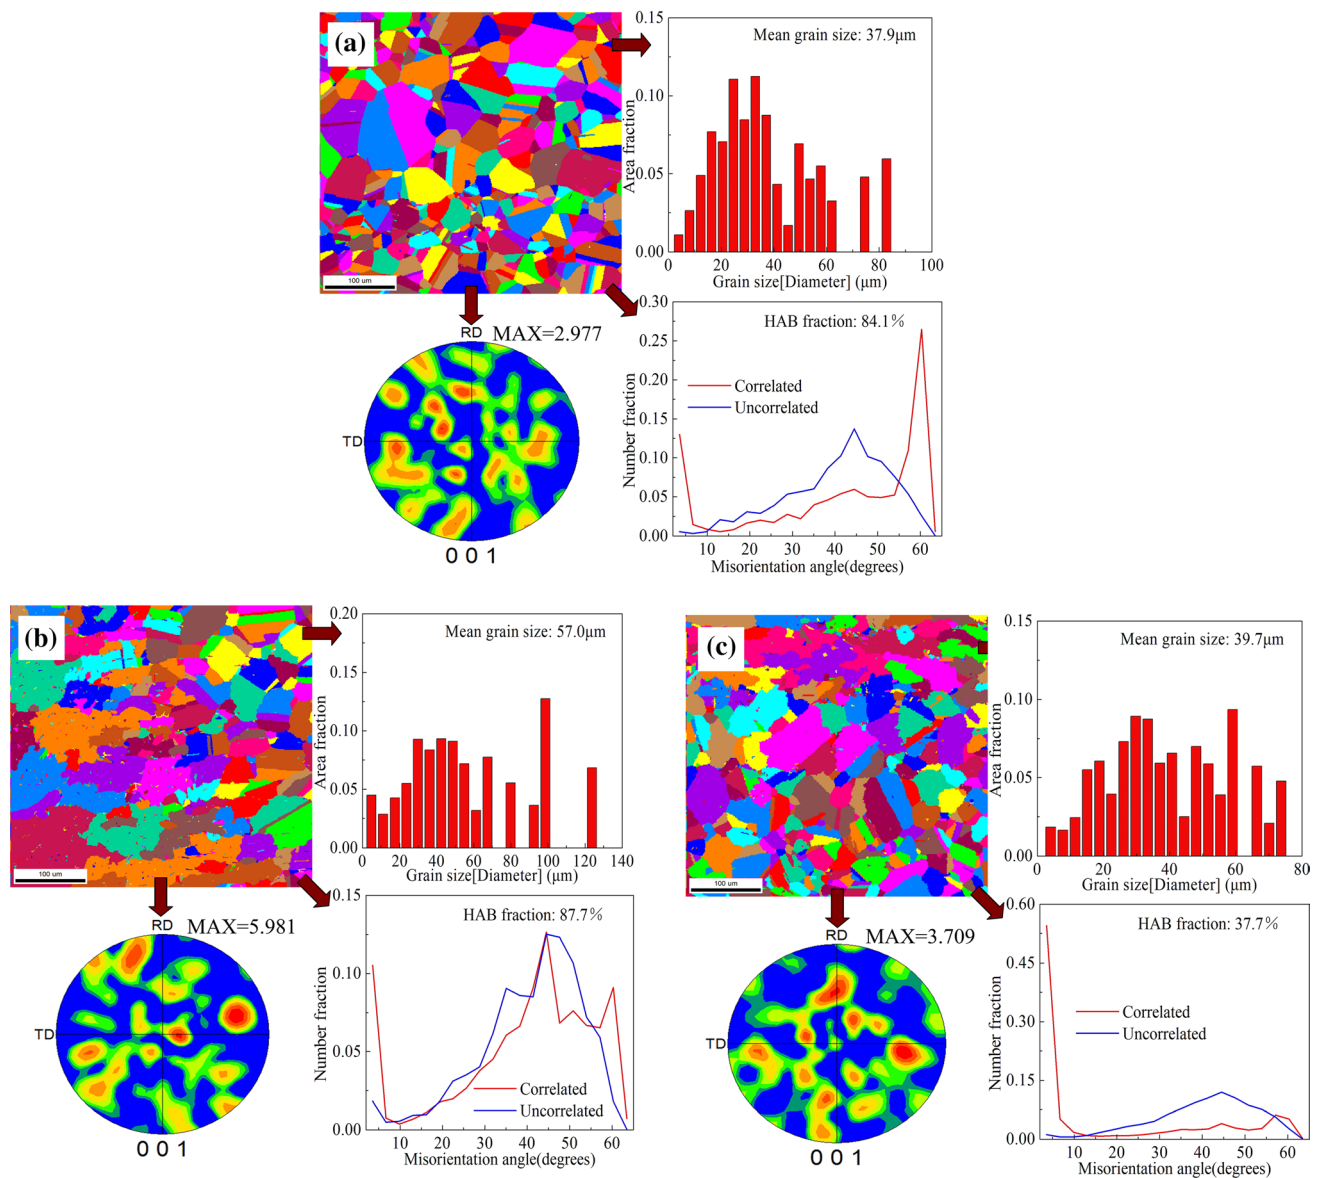 (a)
Mean grain size: 37.9μm
0.15
0.10
0.05
0.00
Area fraction
0 20 40 60 80 100
Grain size[Diameter] (μm)
100 um
RD MAX=2.977
TD
0 0 1
HAB fraction: 84.1%
0.30
0.25
0.20
0.15
0.10
0.05
0.00
Number fraction
Correlated
Uncorrelated
10 20 30 40 50 60
Misorientation angle(degrees)
(b)
Mean grain size: 57.0μm
0.20
0.15
0.10
0.05
0.00
Area fraction
0 20 40 60 80 100 120 140
Grain size[Diameter] (μm)
100 um
RD MAX=5.981
TD
0 0 1
HAB fraction: 87.7%
0.15
0.10
0.05
0.00
Number fraction
Correlated
Uncorrelated
10 20 30 40 50 60
Misorientation angle(degrees)
(c)
Mean grain size: 39.7μm
0.15
0.10
0.05
0.00
Area fraction
0 20 40 60 80
Grain size[Diameter] (μm)
100 um
RD MAX=3.709
TD
0 0 1
HAB fraction: 37.7%
0.60
0.45
0.30
0.15
0.00
Number fraction
Correlated
Uncorrelated
10 20 30 40 50 60
Misorientation angle(degrees)